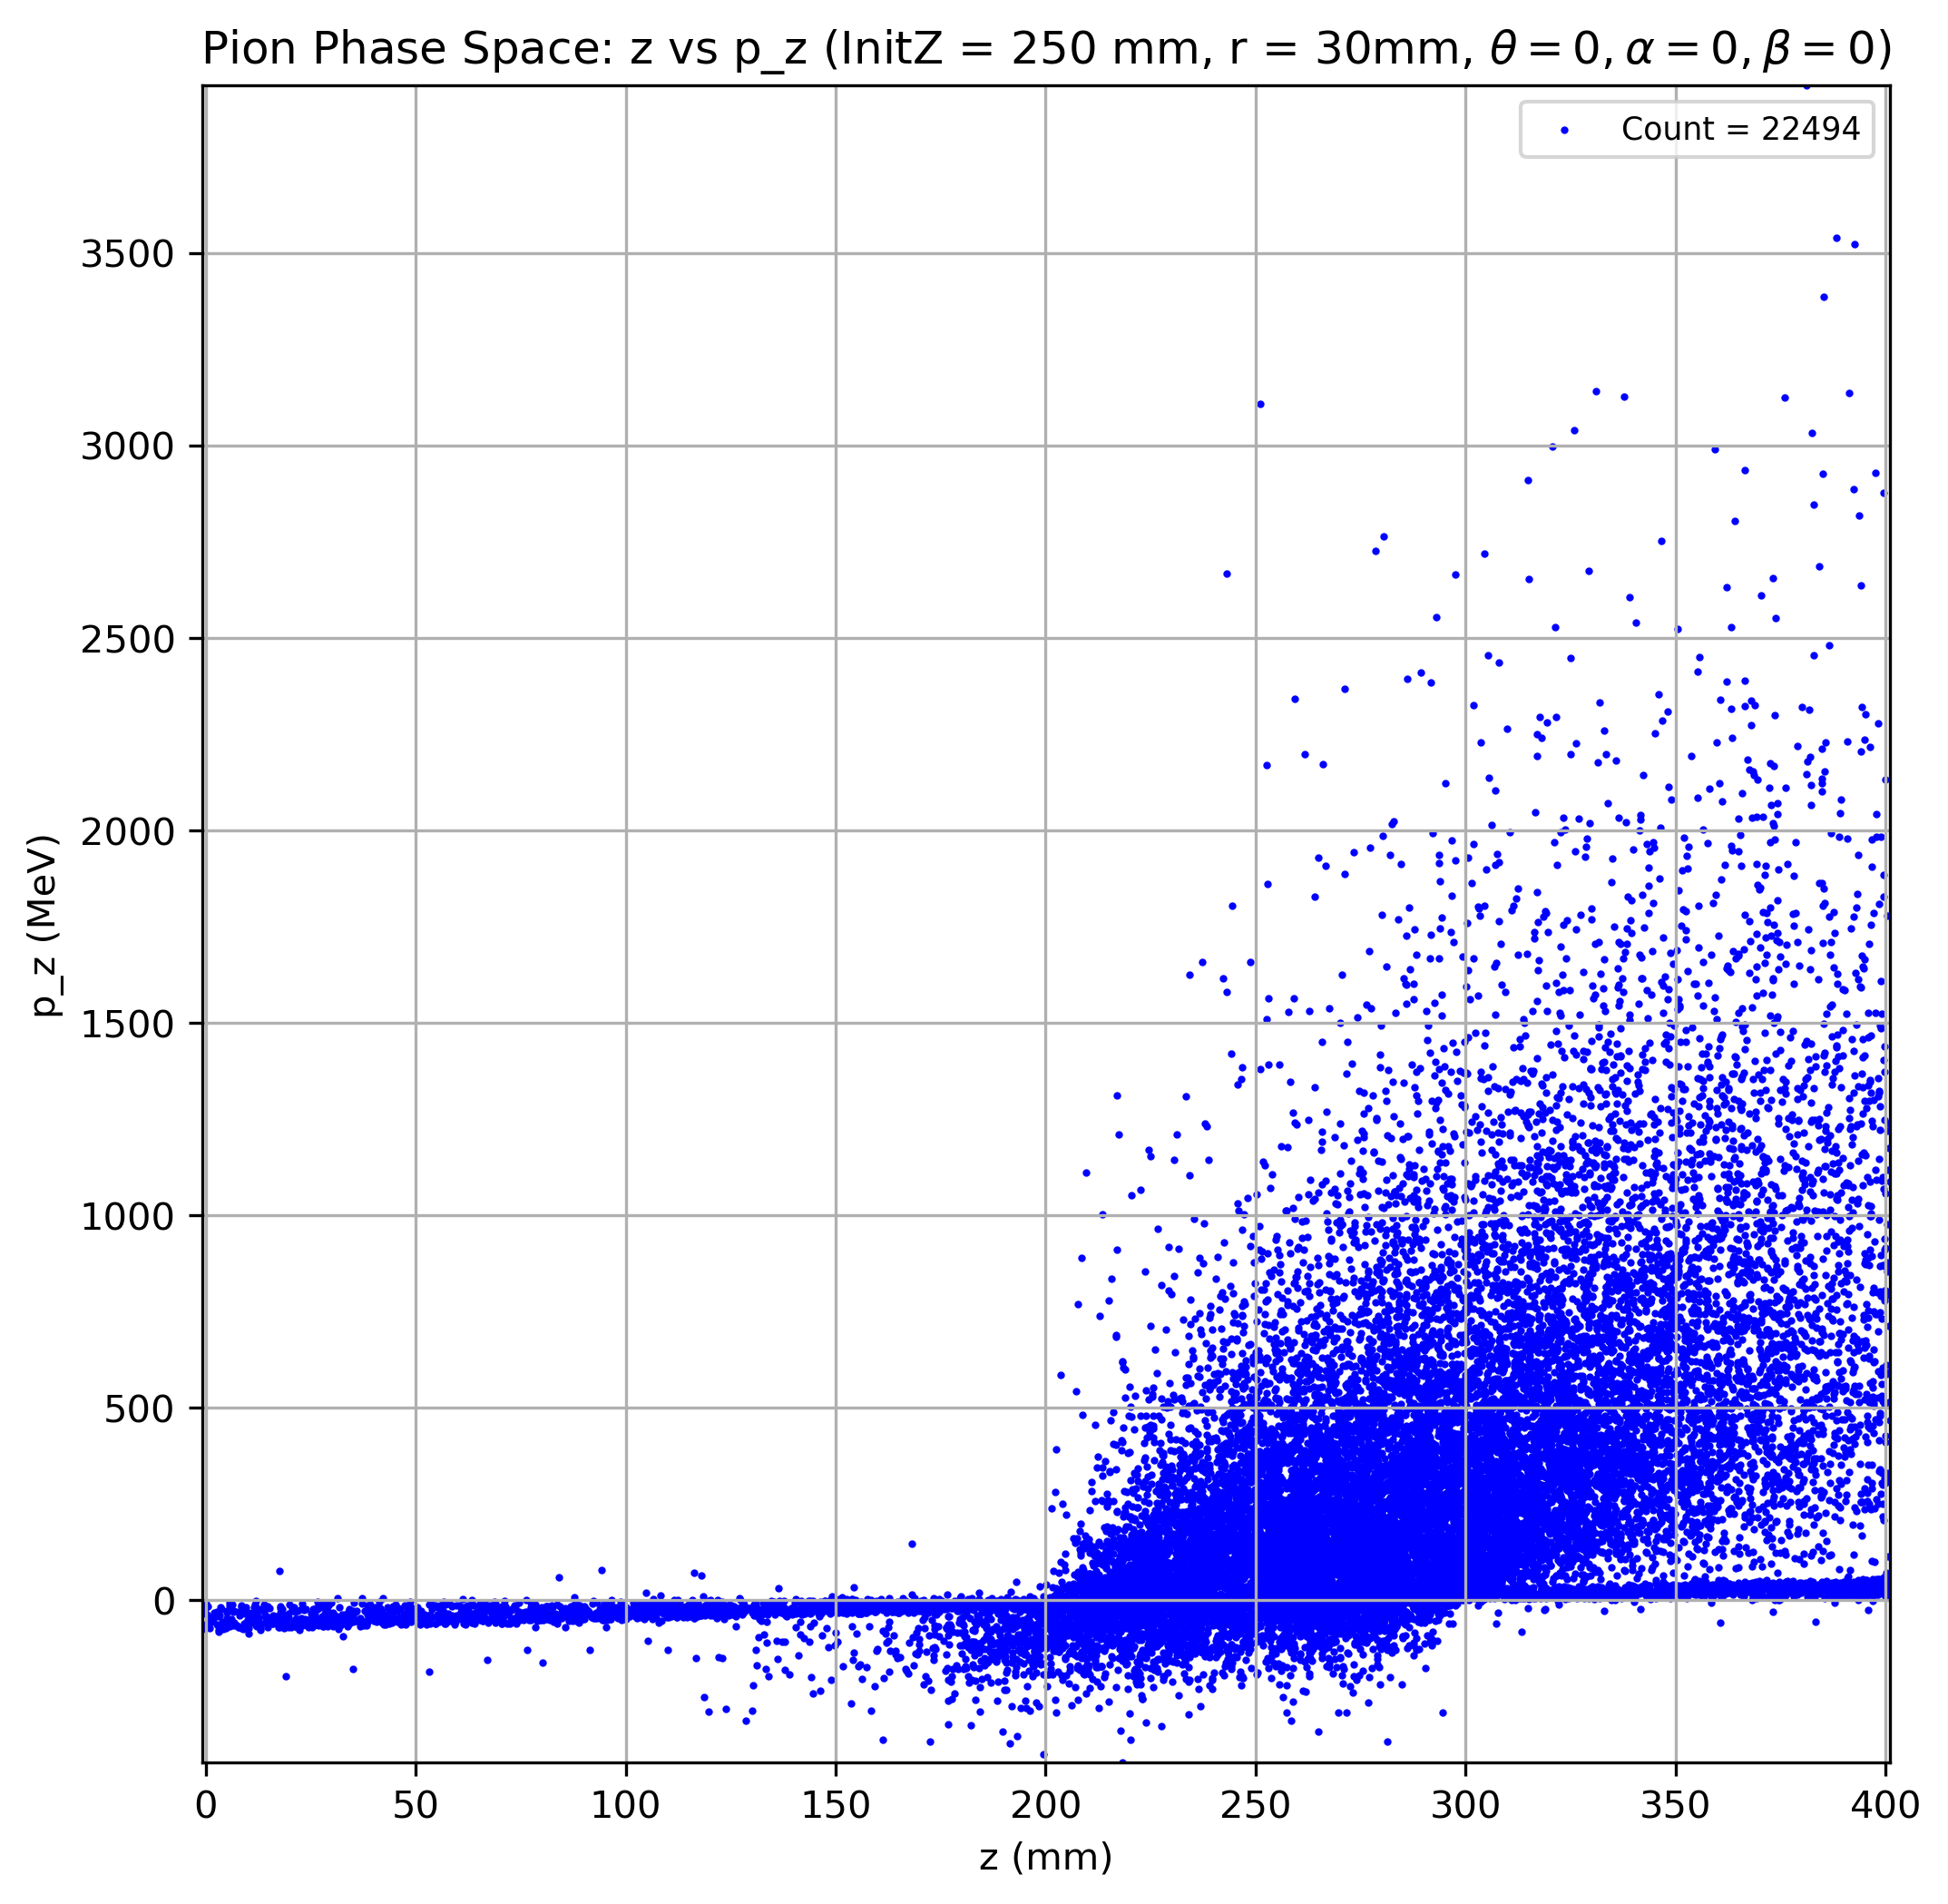 Pion Phase Space: z vs p_z (InitZ = 250 mm, r = 30mm, θ = 0, α = 0, β = 0)
Count = 22494
3500
3000
2500
2000
1500
1000
500
0
p_z (MeV)
0 50 100 150 200 250 300 350 400
z (mm)